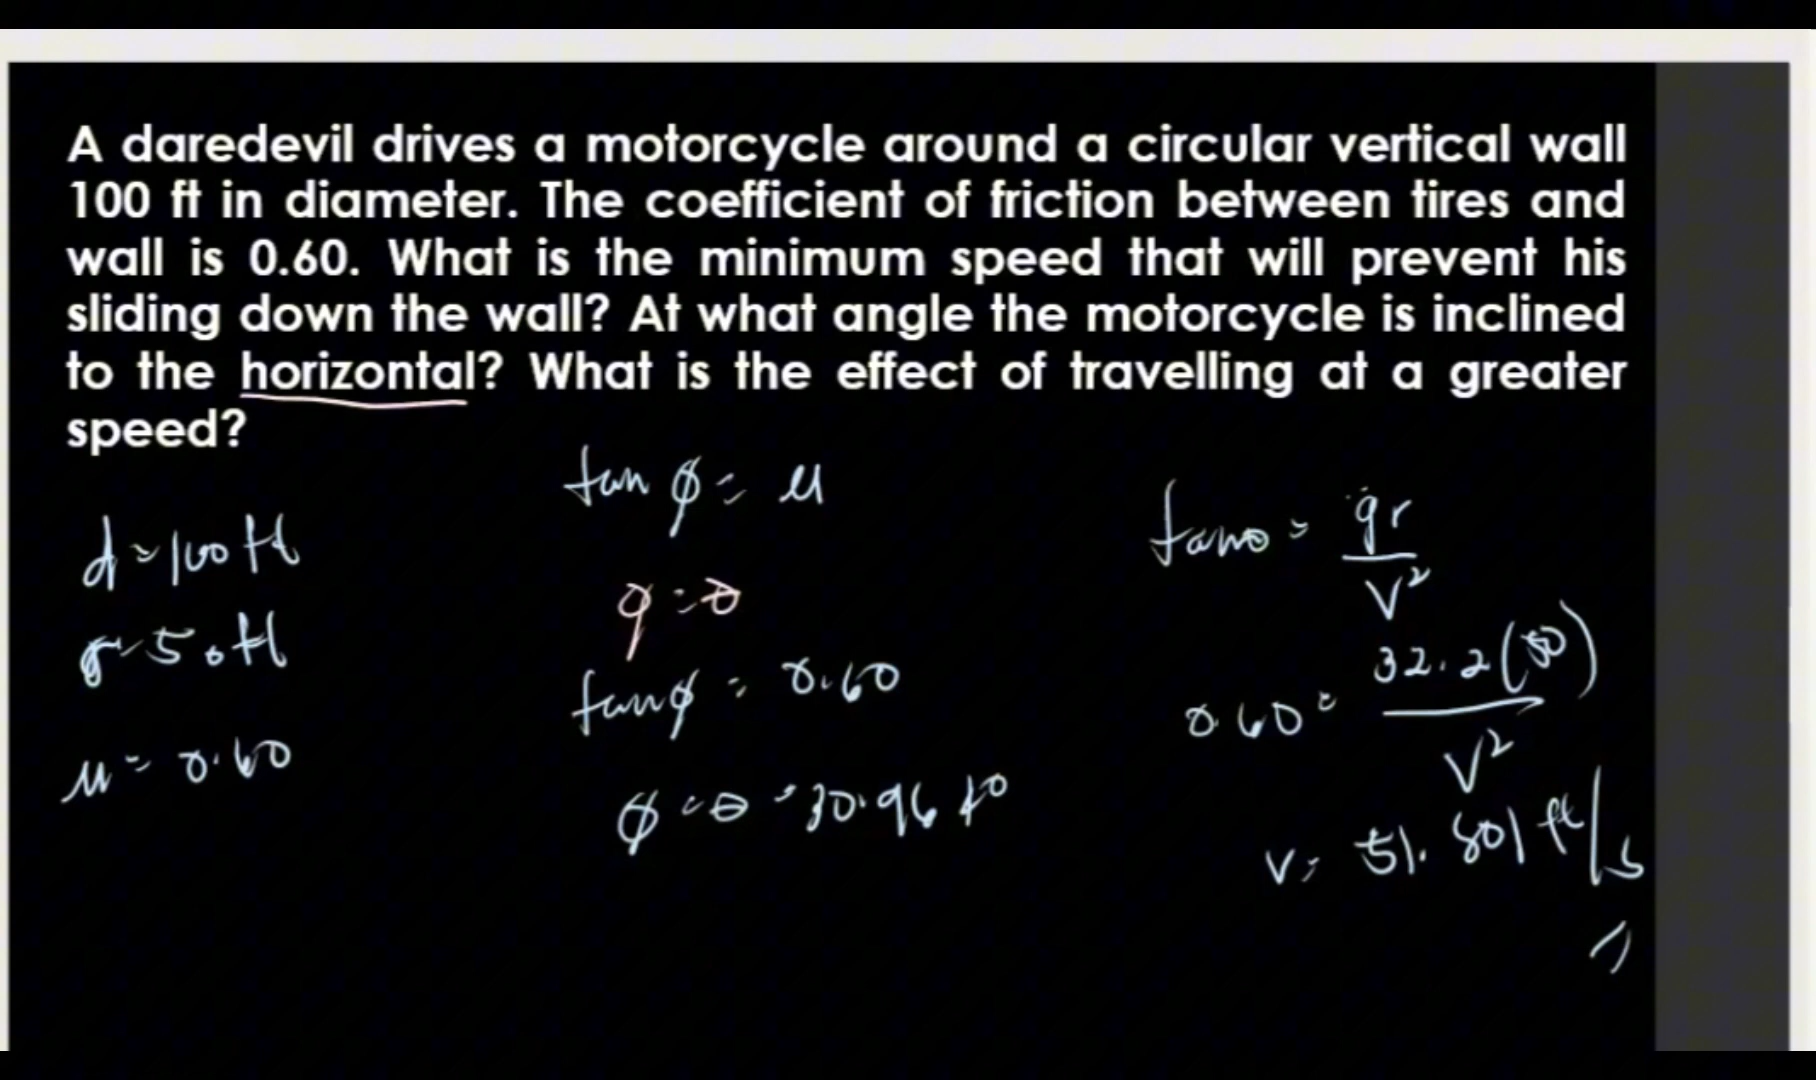 A daredevil drives a motorcycle around a circular vertical wall
100 ft in diameter. The coefficient of friction between tires and
wall is 0.60. What is the minimum speed that will prevent his
sliding down the wall? At what angle the motorcycle is inclined
to the horizontal? What is the effect of travelling at a greater
speed?
d = 100 ft
r = 50 ft
μ = 0.60
tan ϕ = μ
φ = θ
tan ϕ = 0.60
ϕ = θ = 30.96
tan θ = gr / V²
0.60 = 32.2(50) / V²
V = 51.801 ft/s